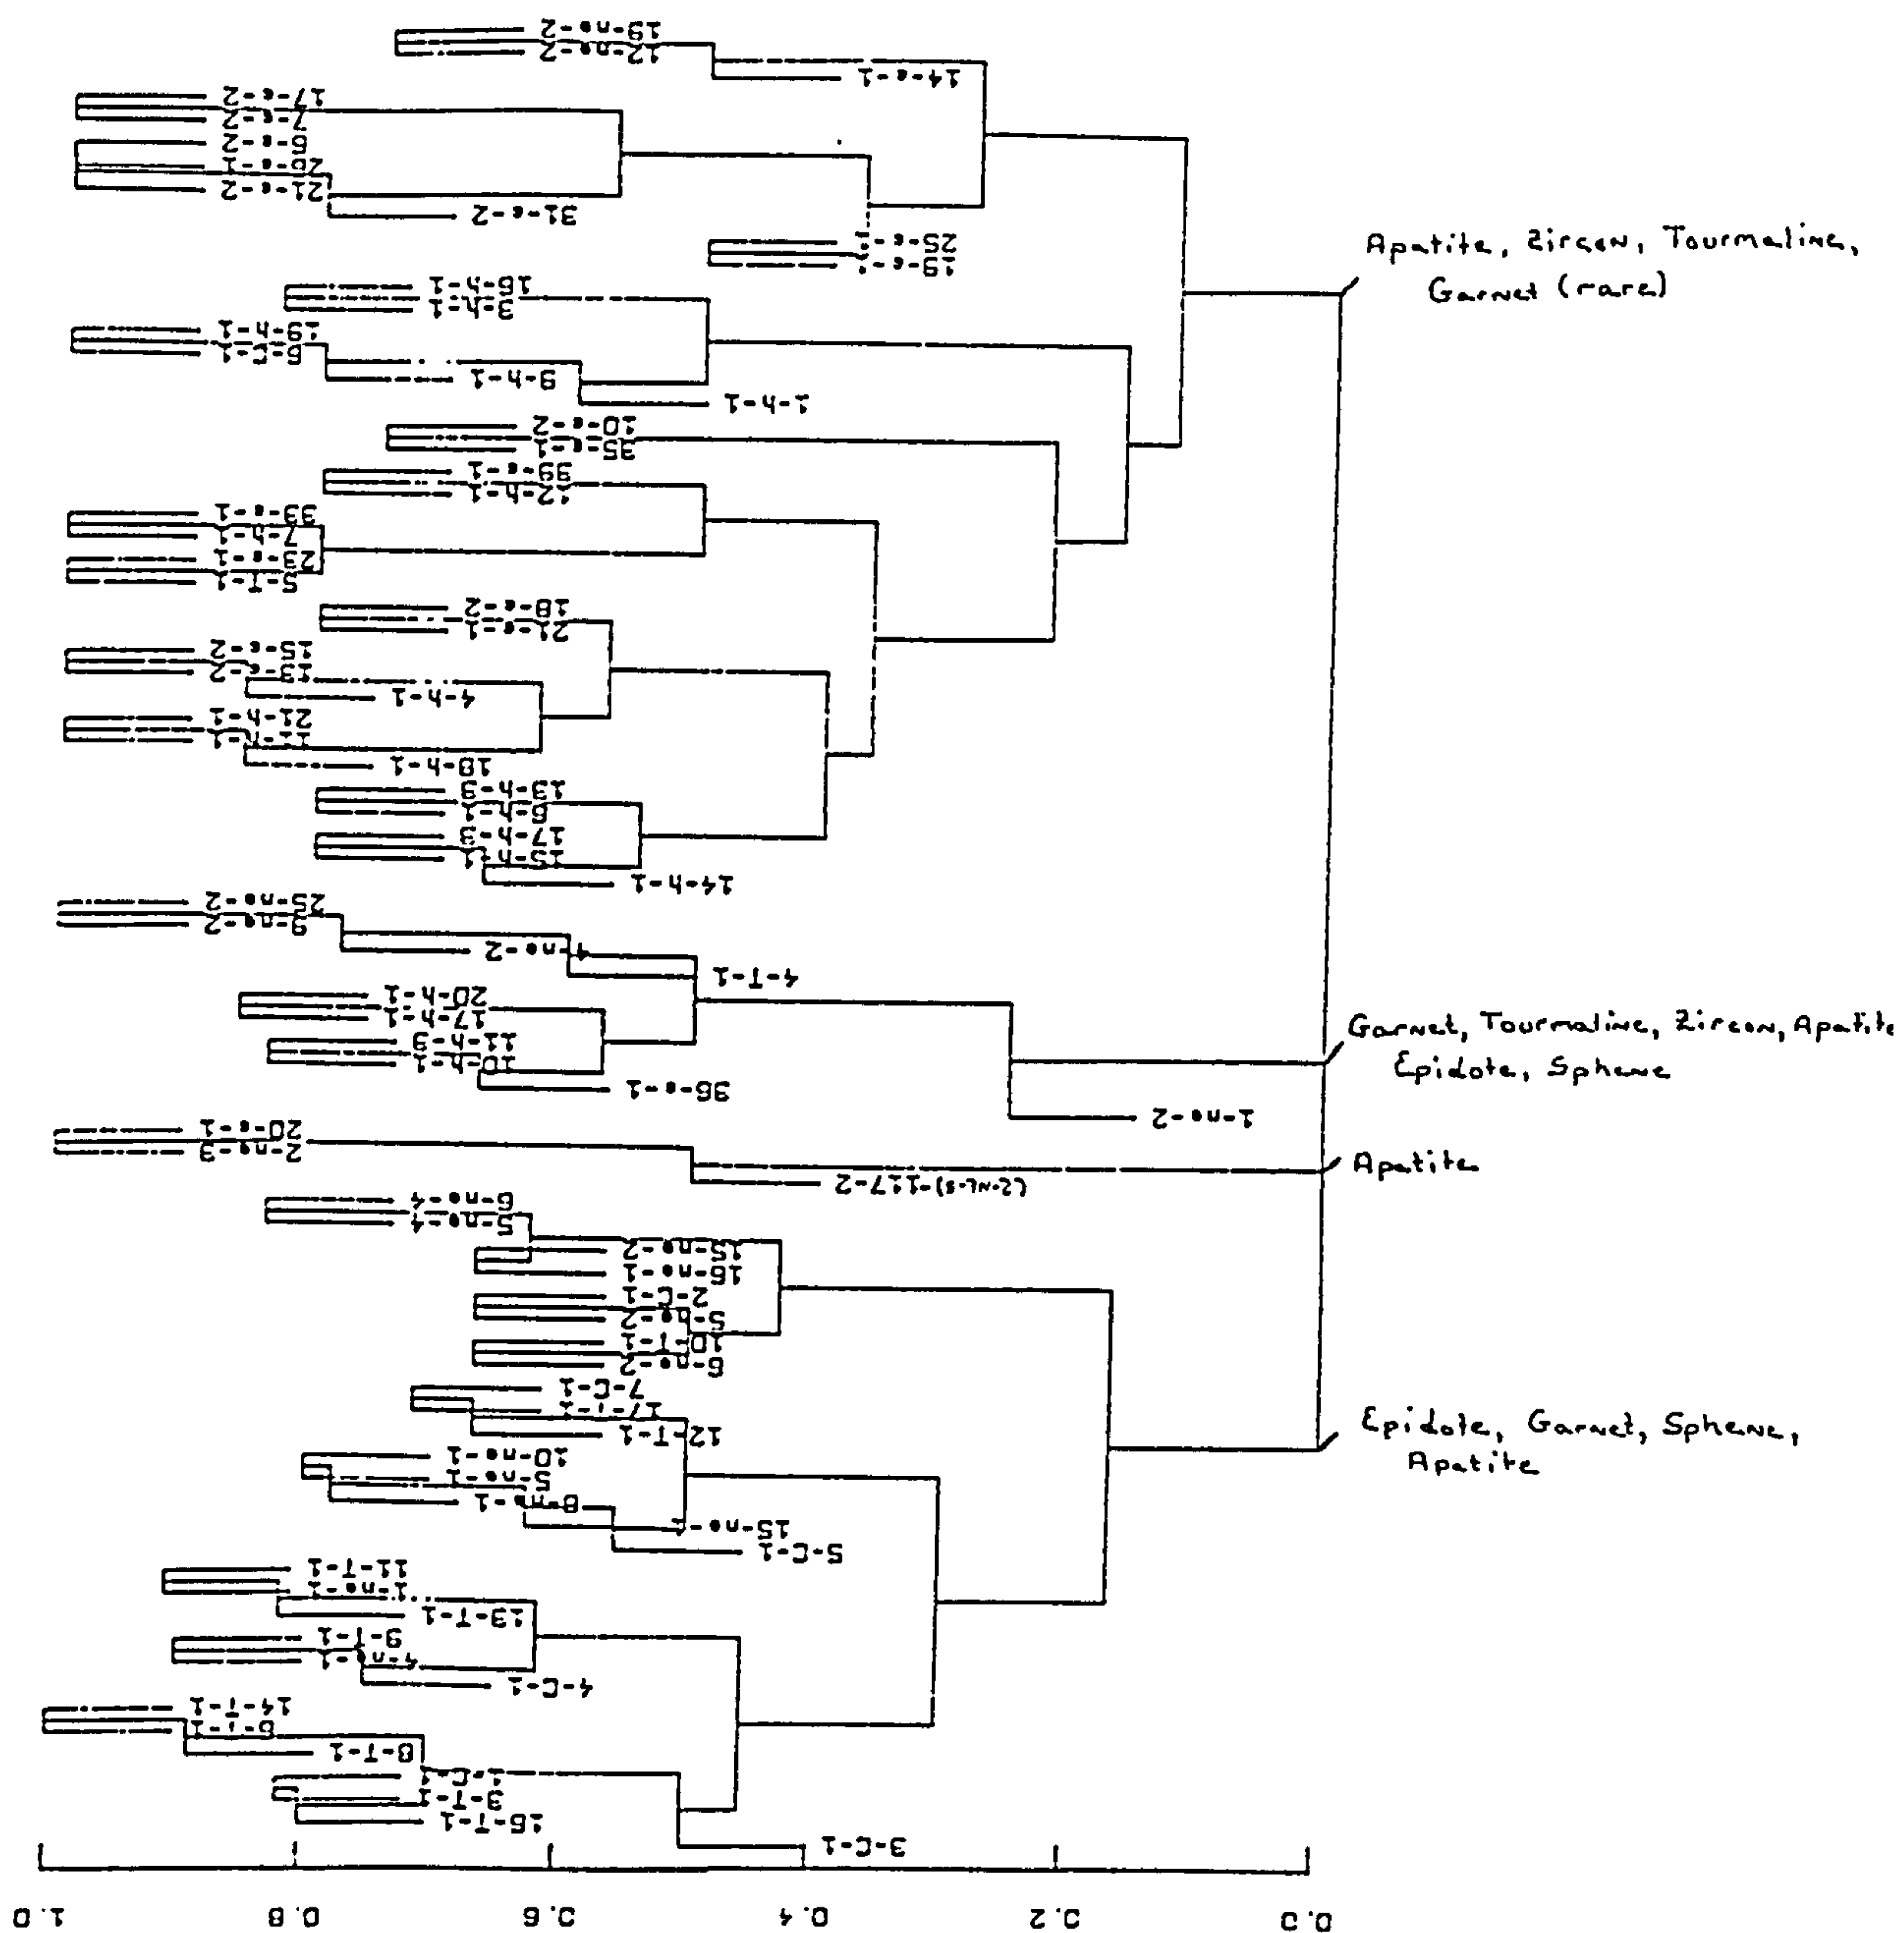 19-ne-2
12-ne-2
14-e-1
17-e-2
7-e-2
6-e-2
26-e-1
21-e-2
31-e-2
Apatite, Zircon, Tourmaline,
Garnet (rare)
16-h-1
3-h-1
19-h-1
6-C-1
9-h-1
1-h-1
10-e-2
35-e-1
39-e-1
12-h-1
33-e-1
7-h-1
23-e-1
5-T-1
18-e-2
21-e-1
15-e-2
13-e-2
4-h-1
21-h-1
18-h-1
13-h-3
6-h-1
17-h-3
15-h-1
14-h-1
25-ne-2
9-ne-2
4-ne-2
4-T-1
20-h-1
17-h-1
11-h-3
10-h-1
36-e-1
Garnet, Tourmaline, Zircon, Apatite
Epidote, Sphene
1-ne-2
20-e-1
2-ne-3
Apatite
6-ne-4
5-ne-4
15-ne-2
16-ne-1
2-C-1
5-ne-2
10-T-1
6-ne-2
7-C-1
17-T-1
12-T-1
10-ne-1
5-ne-1
8-ne-1
5-C-1
Epidote, Garnet, Sphene,
Apatite
11-T-1
1-ne-1
13-T-1
9-T-1
4-ne-1
4-C-1
14-T-1
6-T-1
8-T-1
1-C-1
3-T-1
16-T-1
3-C-1
1.0 0.8 0.6 0.4 0.2 0.0